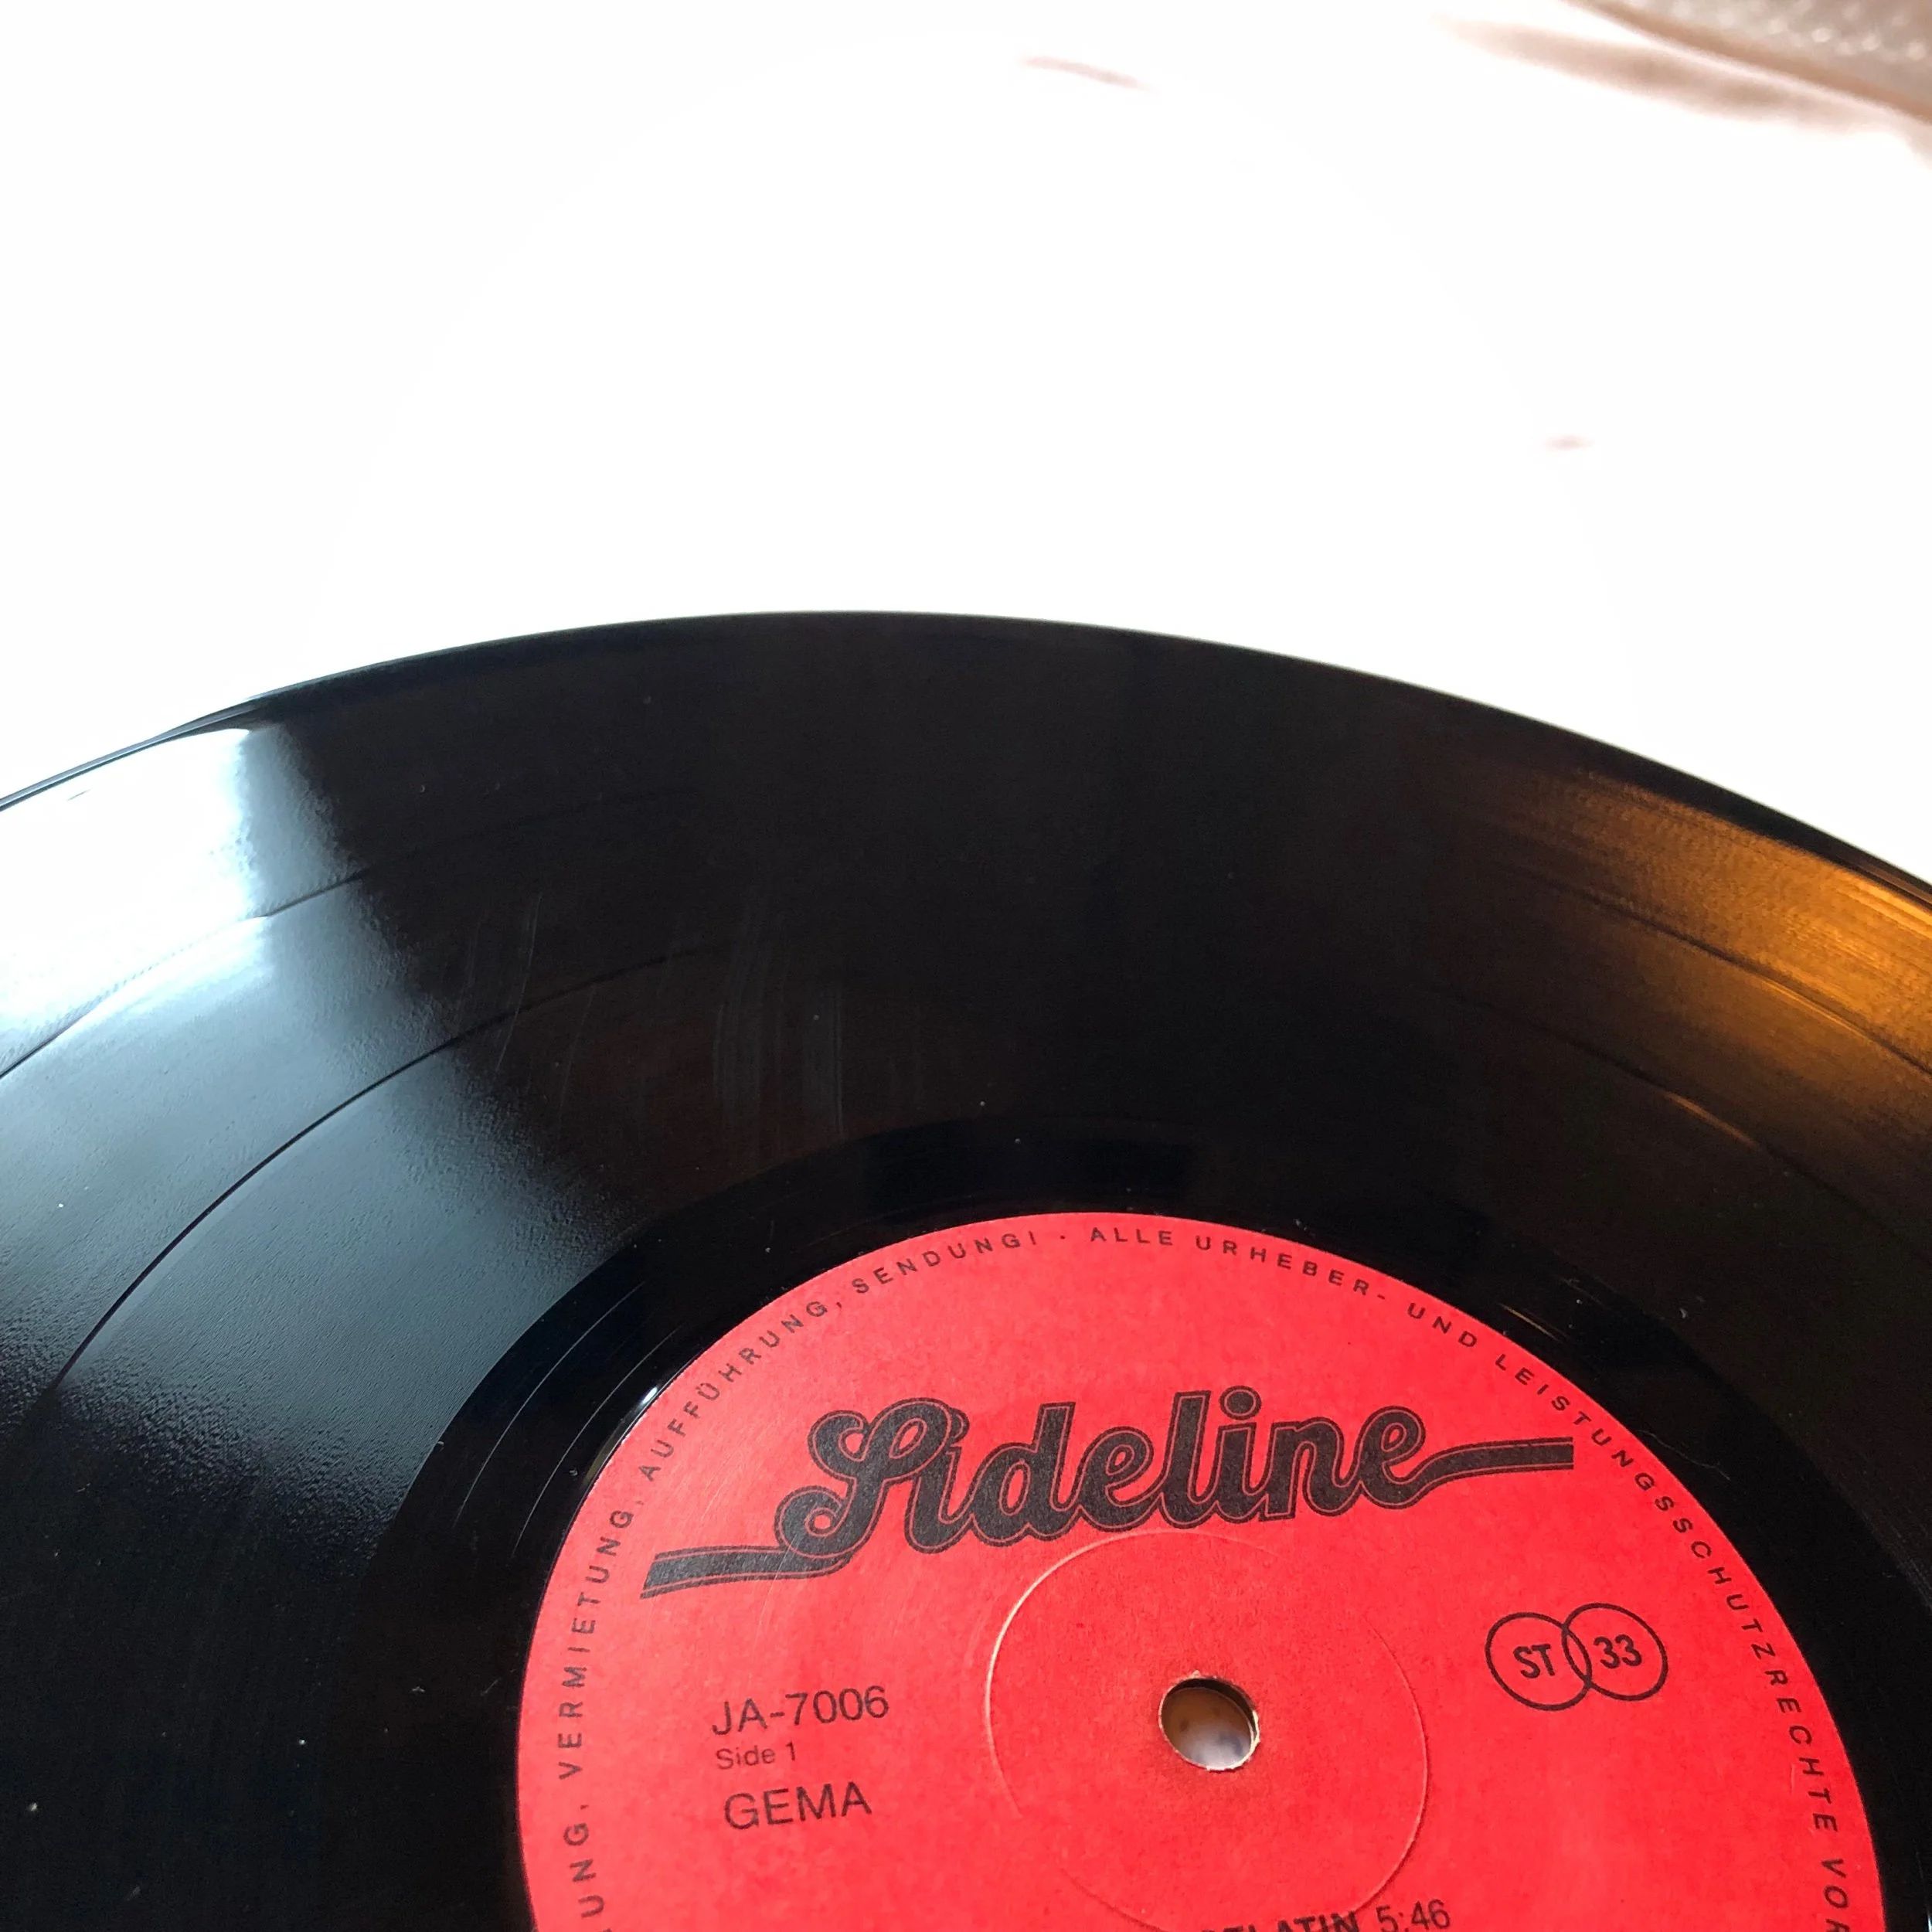 UNG. VERMIETUNG, AUFFÜHRUNG, SENDUNG! · ALLE URHEBER- UND LEISTUNGSSCHUTZRECHTE VOR
Sideline
ST 33
JA-7006
Side 1
GEMA
5:46